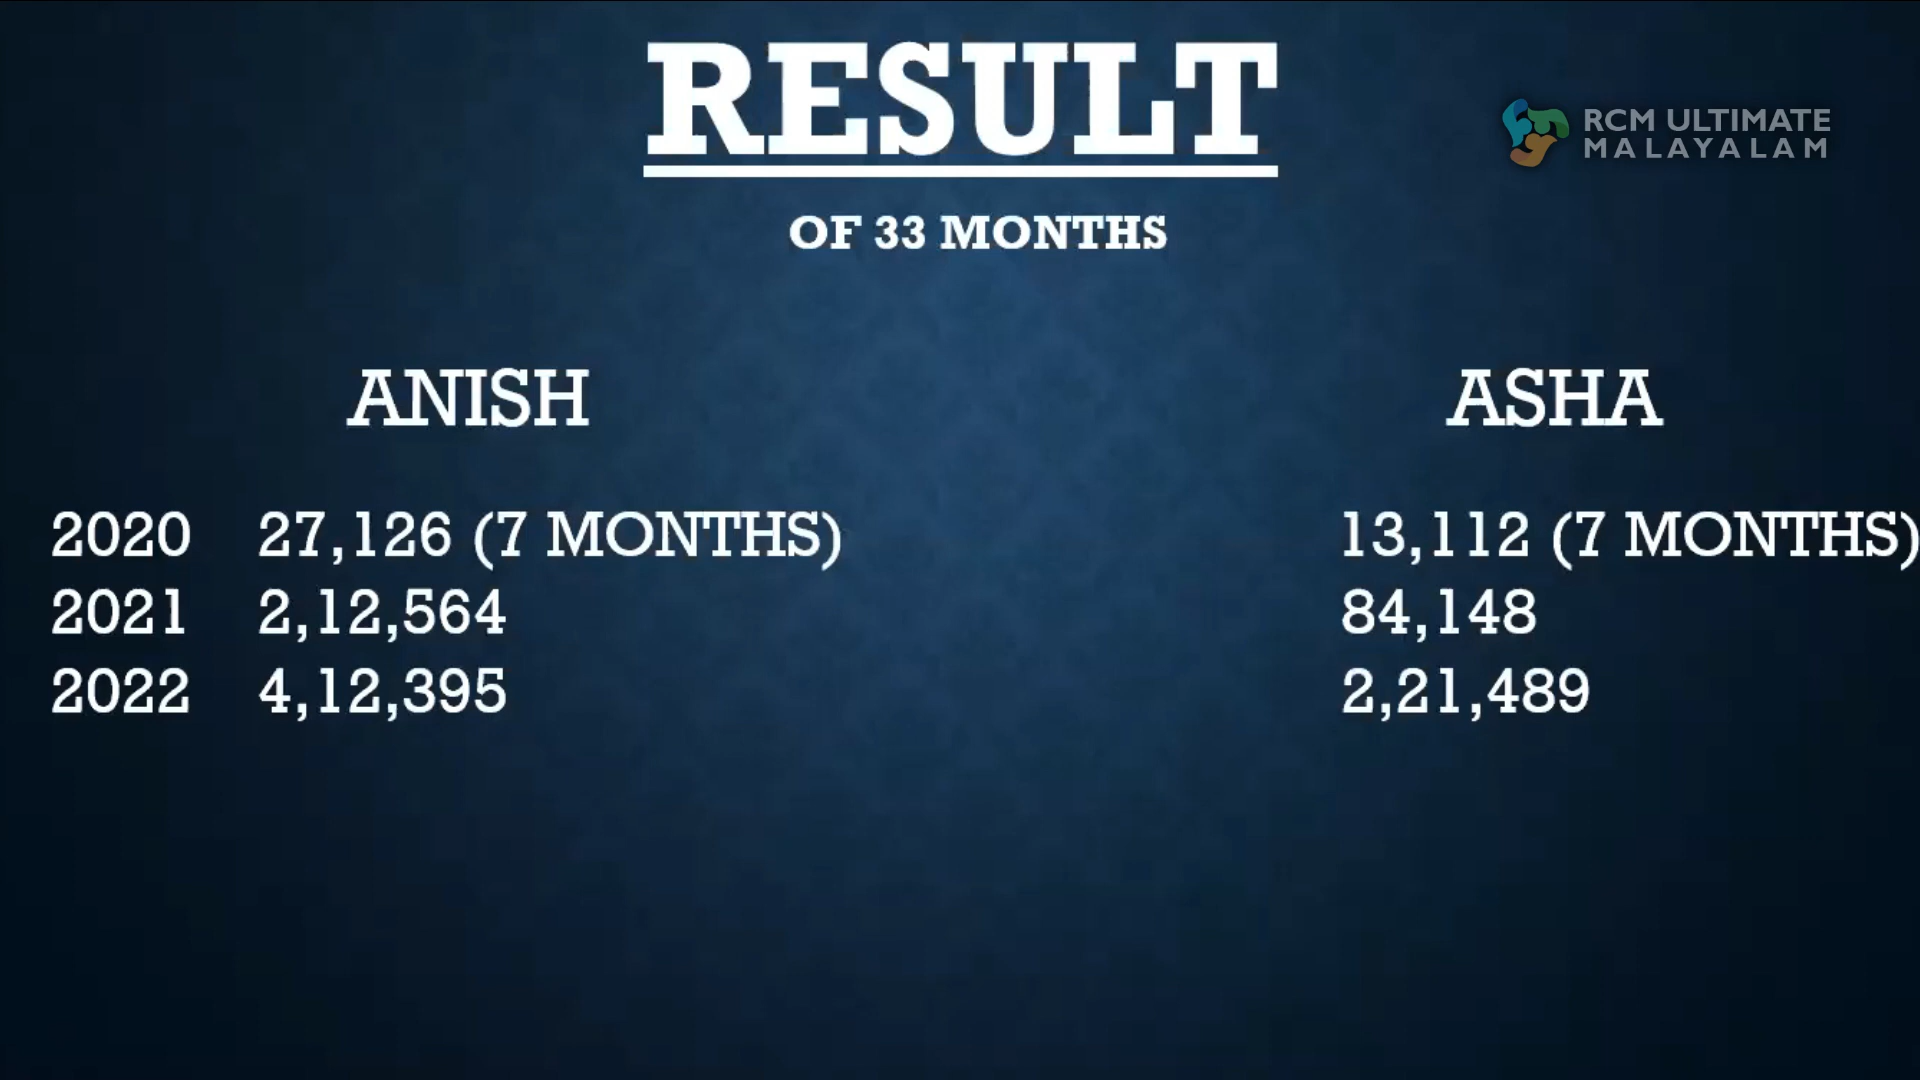 RESULT
RCM ULTIMATE
MALAYALAM
OF 33 MONTHS
ANISH ASHA
2020 27,126 (7 MONTHS) 13,112 (7 MONTHS)
2021 2,12,564 84,148
2022 4,12,395 2,21,489